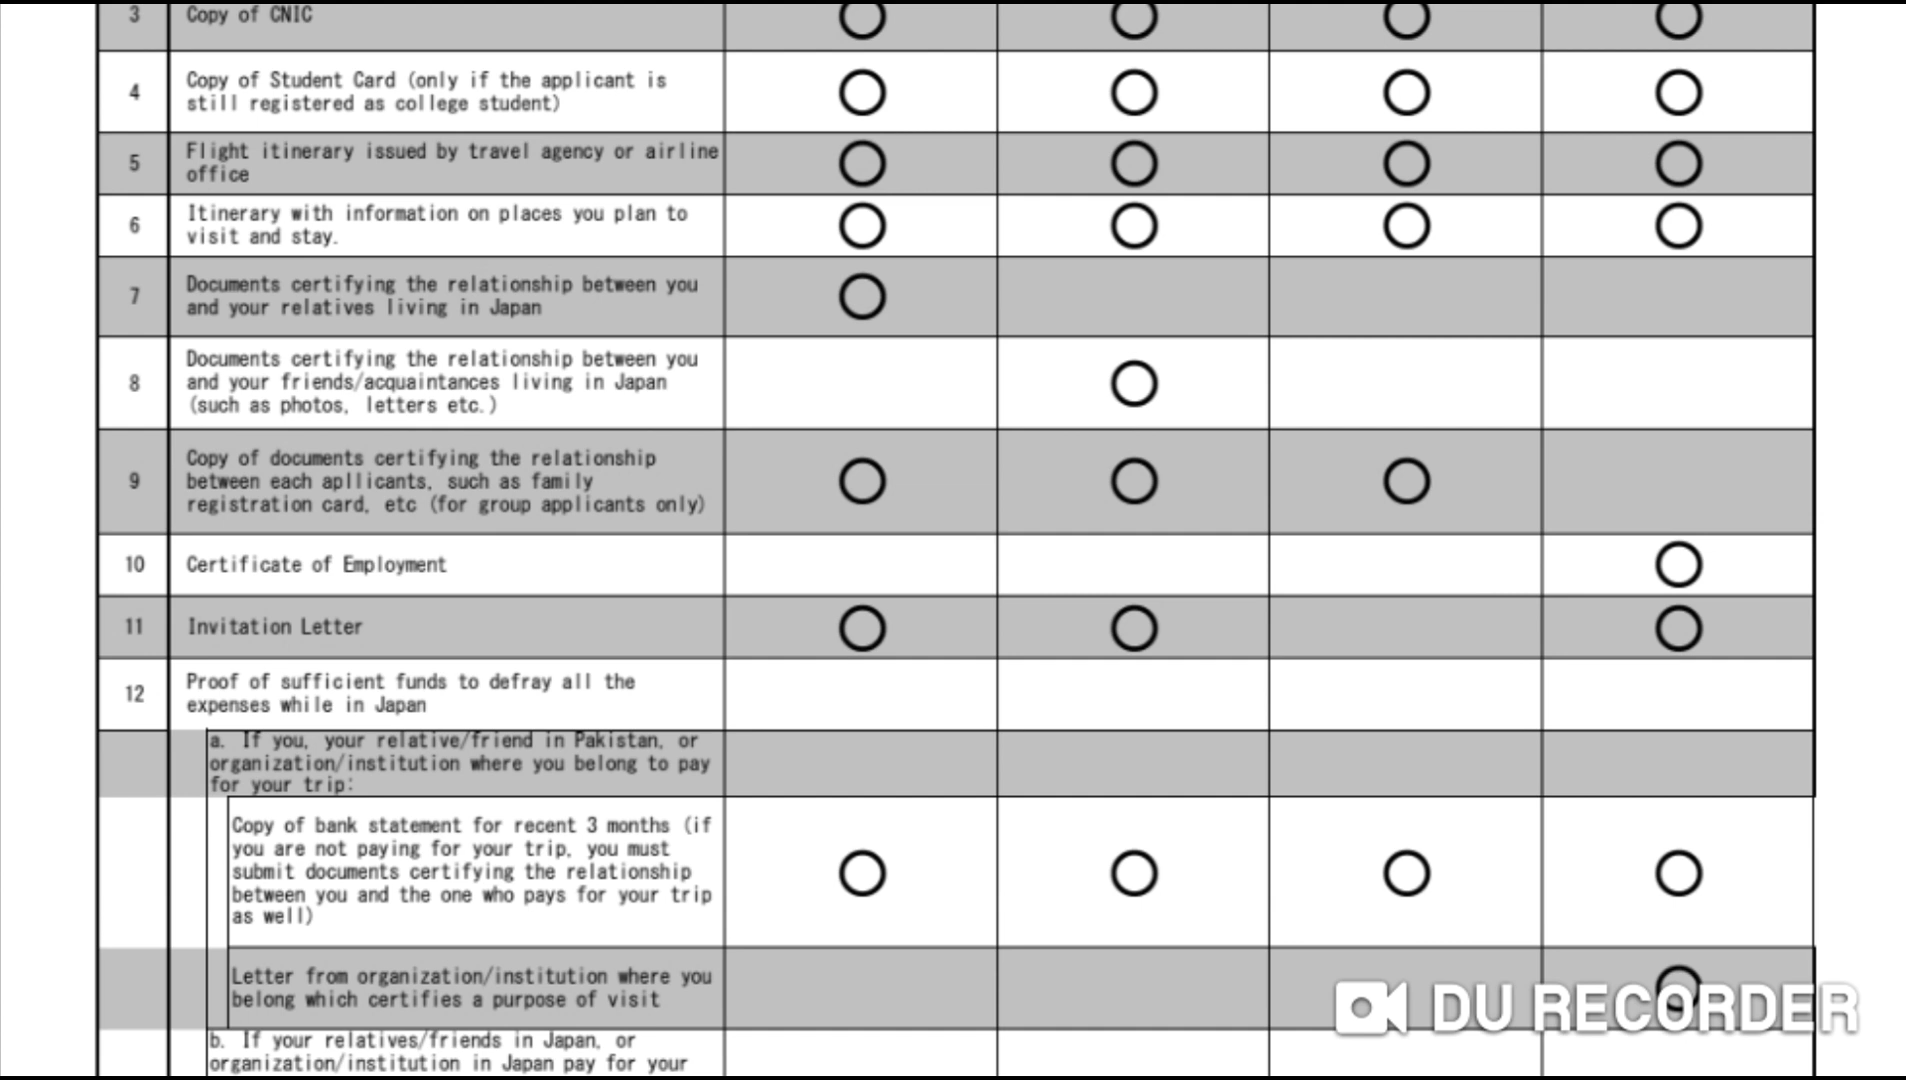 3 Copy of CNIC
4 Copy of Student Card (only if the applicant is
still registered as college student)
5 Flight itinerary issued by travel agency or airline
office
6 Itinerary with information on places you plan to
visit and stay.
7 Documents certifying the relationship between you
and your relatives living in Japan
8 Documents certifying the relationship between you
and your friends/acquaintances living in Japan
(such as photos, letters etc.)
9 Copy of documents certifying the relationship
between each apllicants, such as family
registration card, etc (for group applicants only)
10 Certificate of Employment
11 Invitation Letter
12 Proof of sufficient funds to defray all the
expenses while in Japan
a. If you, your relative/friend in Pakistan, or
organization/institution where you belong to pay
for your trip:
Copy of bank statement for recent 3 months (if
you are not paying for your trip, you must
submit documents certifying the relationship
between you and the one who pays for your trip
as well)
Letter from organization/institution where you
belong which certifies a purpose of visit
b. If your relatives/friends in Japan, or
organization/institution in Japan pay for your
DU RECORDER